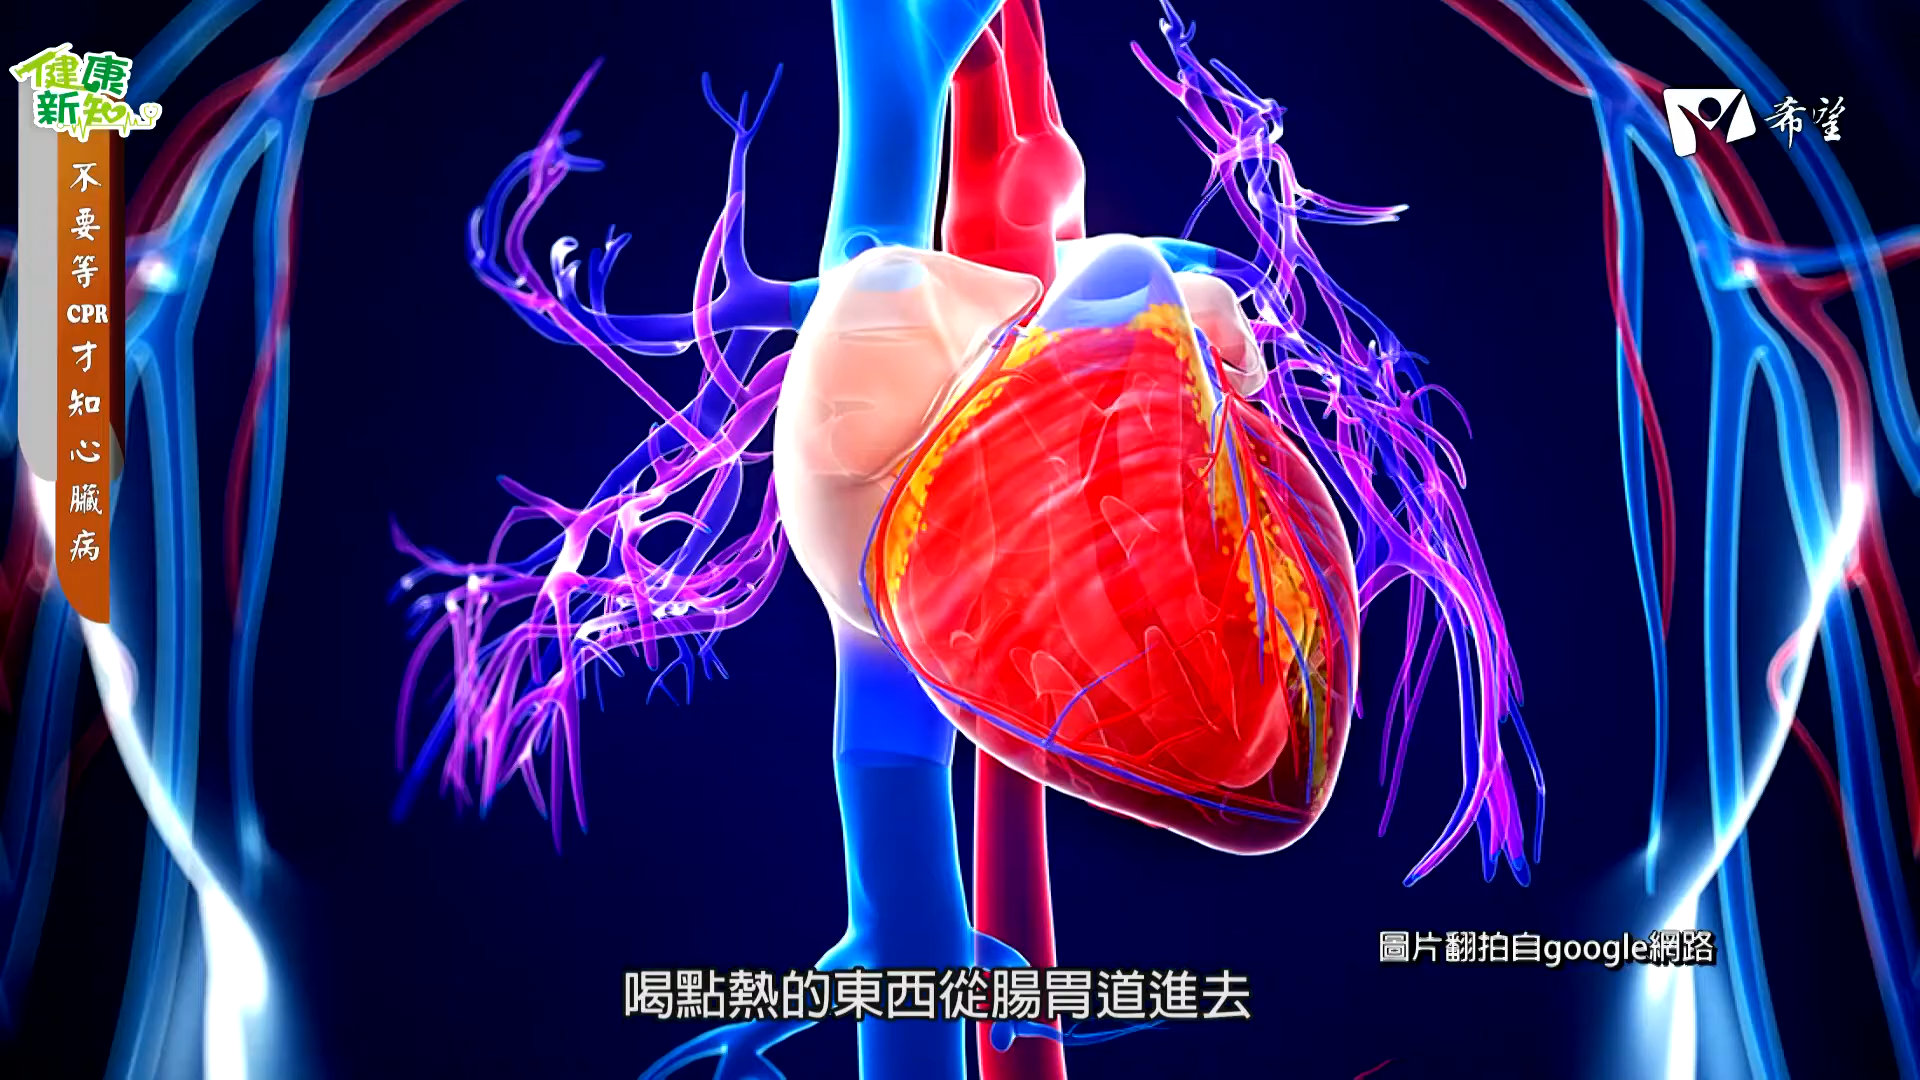 健康
新知
希望
不要等CPR才知心臟病
圖片翻拍自google網路
喝點熱的東西從腸胃道進去